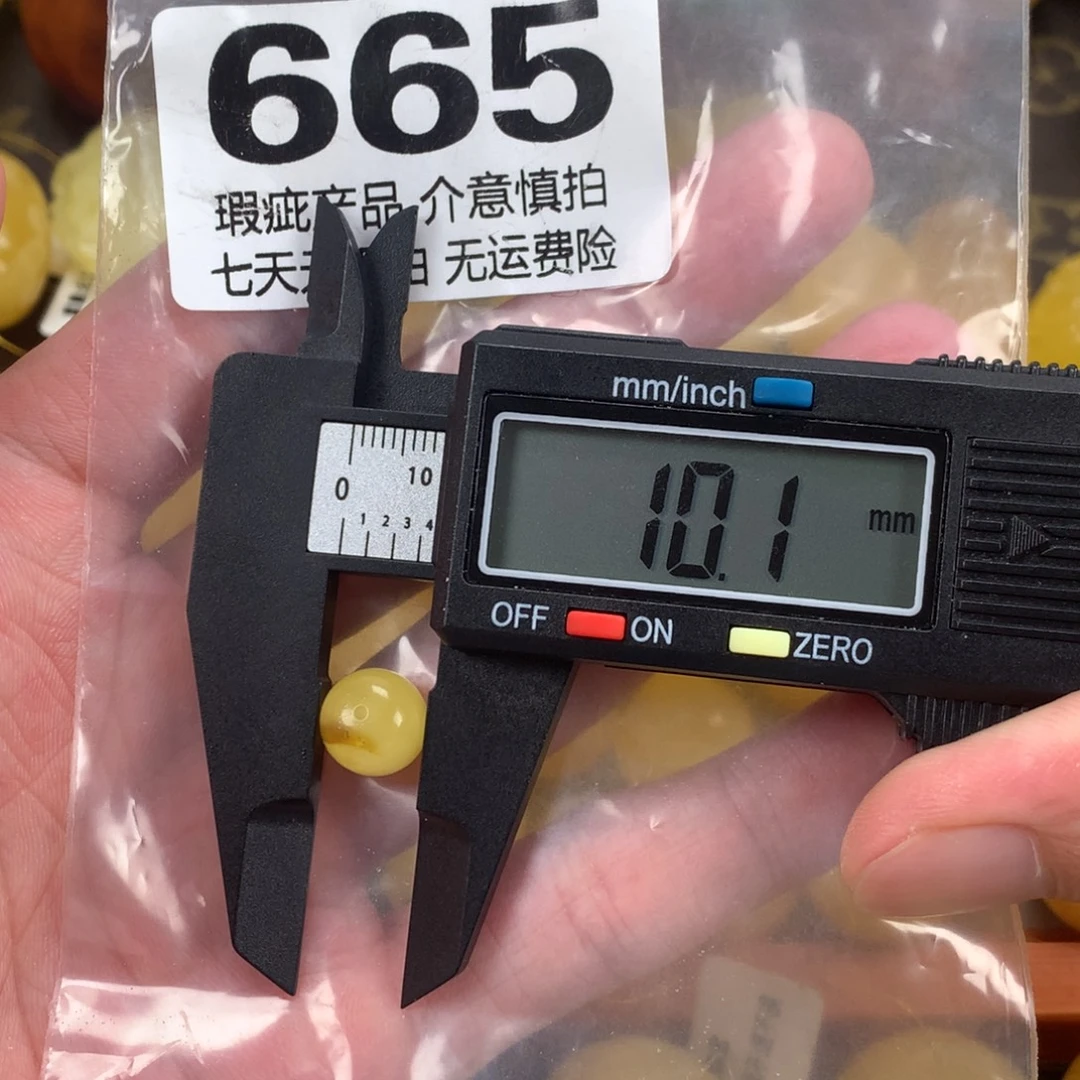 665
瑕疵产品 介意慎拍
七天 无运费险
mm/inch
10.1 mm
0 10
1 2 3 4
OFF ON ZERO